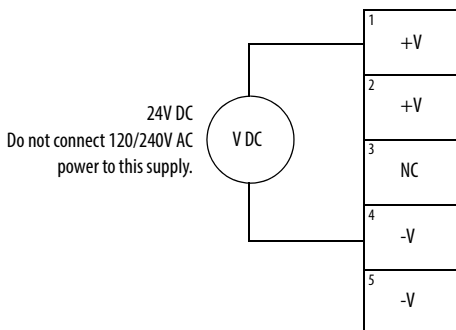 24V DC
Do not connect 120/240V AC
power to this supply.
V DC
1
+V
2
+V
3
NC
4
-V
5
-V